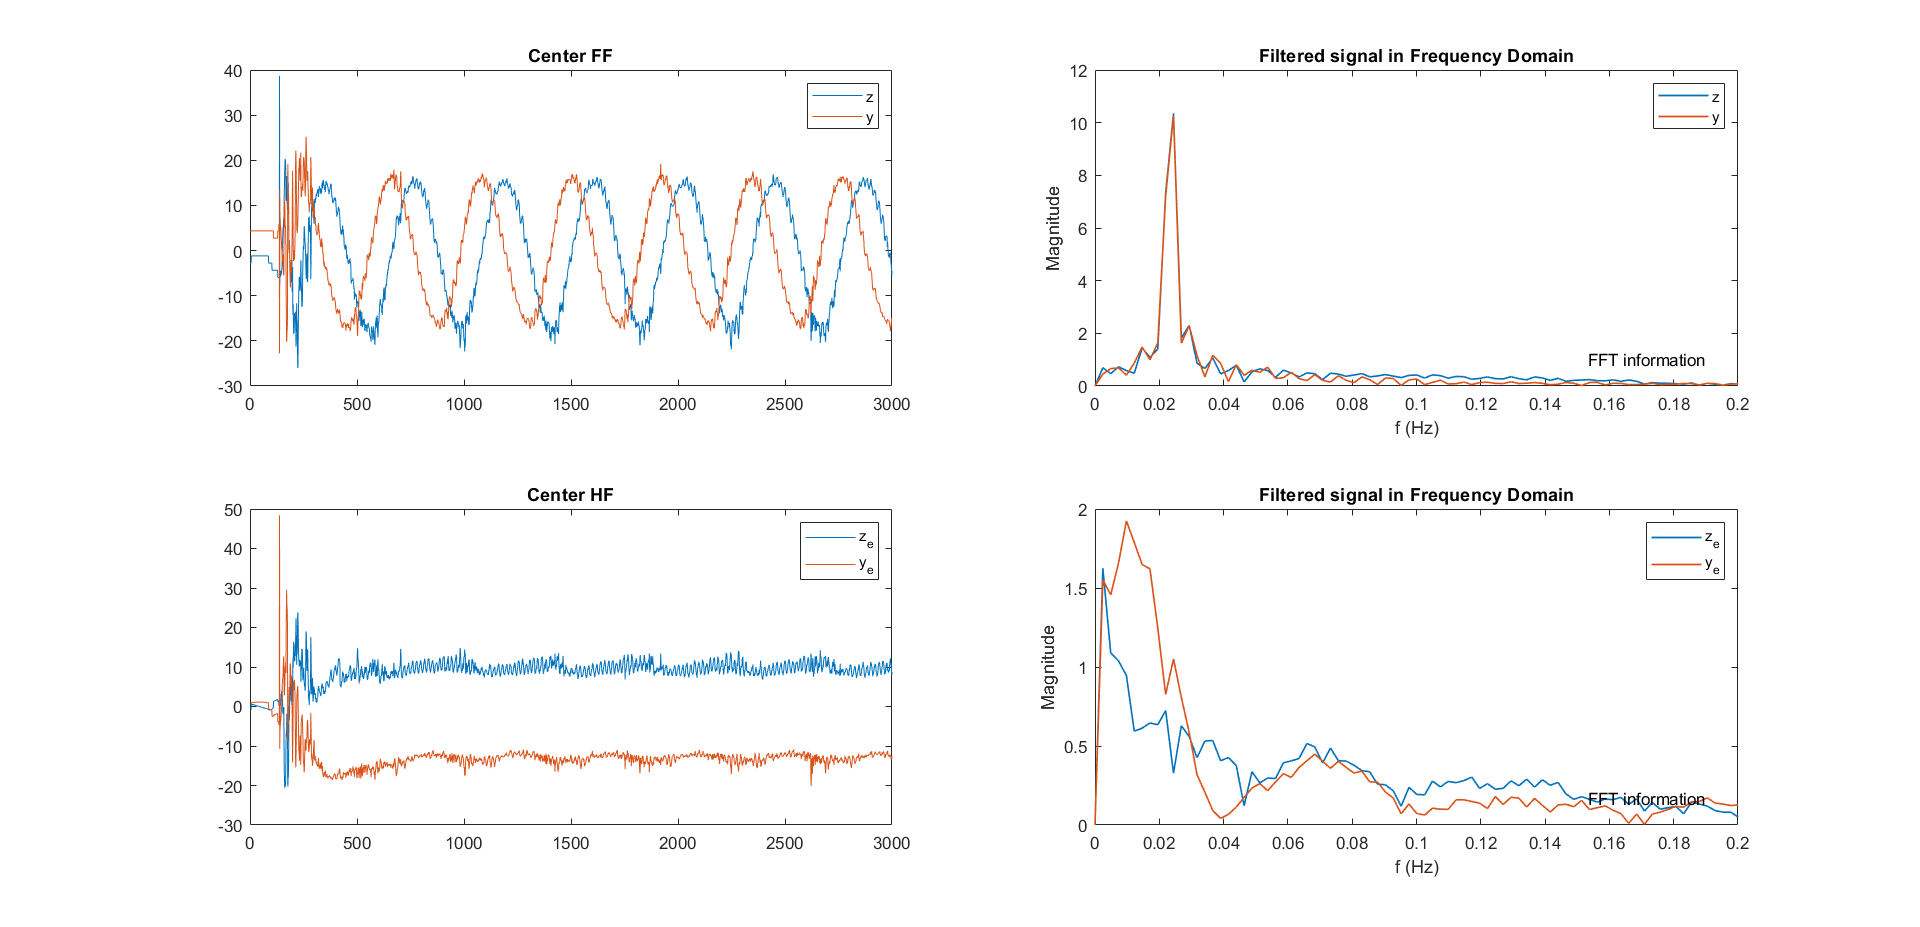 Center FF
40
30
20
10
0
-10
-20
-30
0 500 1000 1500 2000 2500 3000
z
y
Filtered signal in Frequency Domain
12
10
8
6
4
2
0
Magnitude
0 0.02 0.04 0.06 0.08 0.1 0.12 0.14 0.16 0.18 0.2
f (Hz)
z
y
FFT information
Center HF
50
40
30
20
10
0
-10
-20
-30
0 500 1000 1500 2000 2500 3000
z_e
y_e
Filtered signal in Frequency Domain
2
1.5
1
0.5
0
Magnitude
0 0.02 0.04 0.06 0.08 0.1 0.12 0.14 0.16 0.18 0.2
f (Hz)
z_e
y_e
FFT information